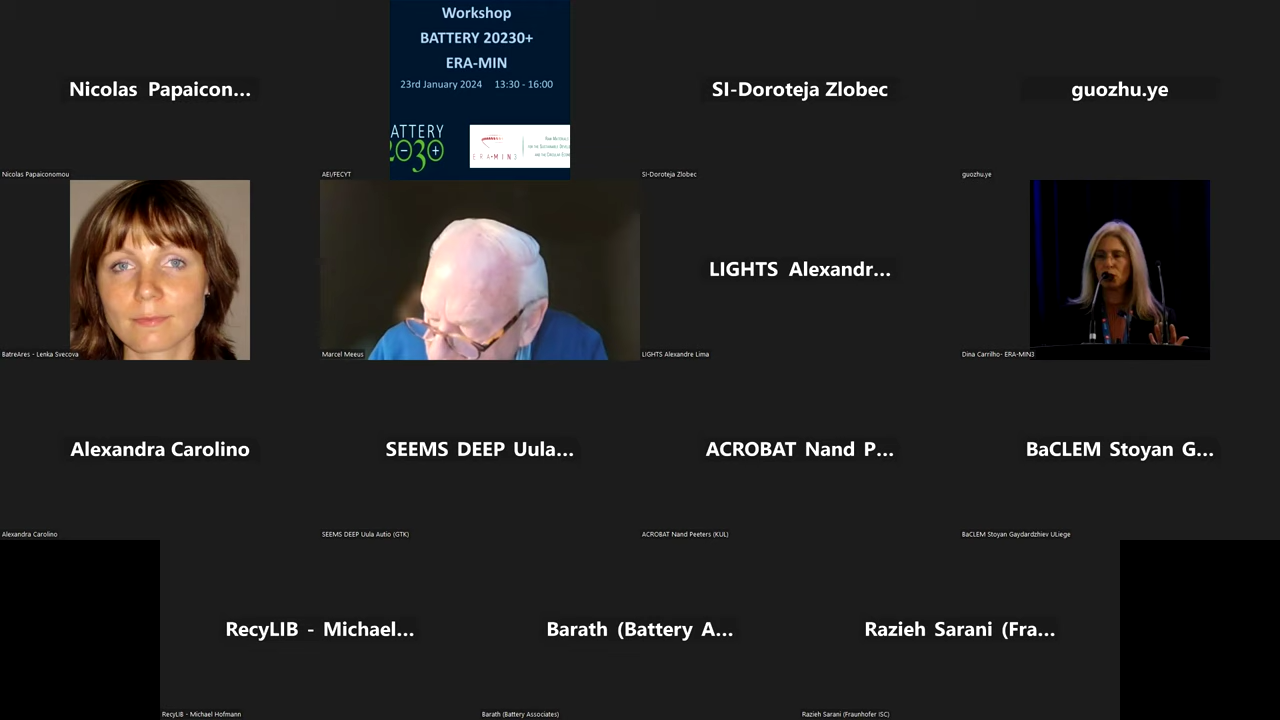 Nicolas Papaicon...
Nicolas Papaiconomou
Workshop
BATTERY 20230+
ERA-MIN
23rd January 2024 13:30 - 16:00
ATTERY
2030+
ERA-MIN3
AEI/FECYT
SI-Doroteja Zlobec
SI-Doroteja Zlobec
guozhu.ye
guozhu.ye
BatreAres - Lenka Svecova
Marcel Meeus
LIGHTS Alexandr...
LIGHTS Alexandre Lima
Dina Carrilho- ERA-MIN3
Alexandra Carolino
Alexandra Carolino
SEEMS DEEP Uula...
SEEMS DEEP Uula Autio (GTK)
ACROBAT Nand P...
ACROBAT Nand Peeters (KUL)
BaCLEM Stoyan G...
BaCLEM Stoyan Gaydardzhiev ULiege
RecyLIB - Michael...
RecyLIB - Michael Hofmann
Barath (Battery A...
Barath (Battery Associates)
Razieh Sarani (Fra...
Razieh Sarani (Fraunhofer ISC)